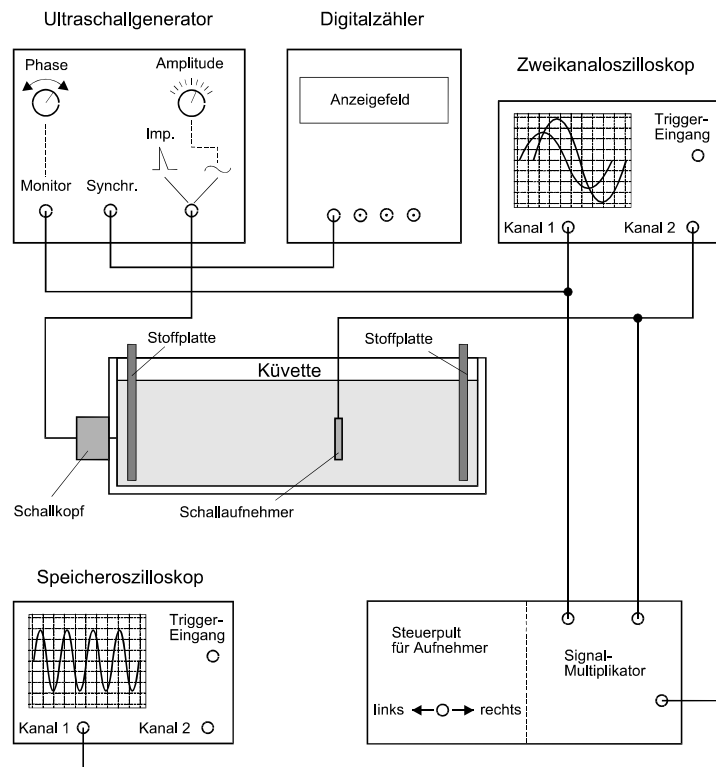 Ultraschallgenerator
Phase
Amplitude
Imp.
Monitor
Synchr.
Digitalzähler
Anzeigefeld
Zweikanaloszilloskop
Trigger-
Eingang
Kanal 1
Kanal 2
Stoffplatte
Küvette
Stoffplatte
Schallkopf
Schallaufnehmer
Speicheroszilloskop
Trigger-
Eingang
Kanal 1
Kanal 2
Steuerpult
für Aufnehmer
links
rechts
Signal-
Multiplikator